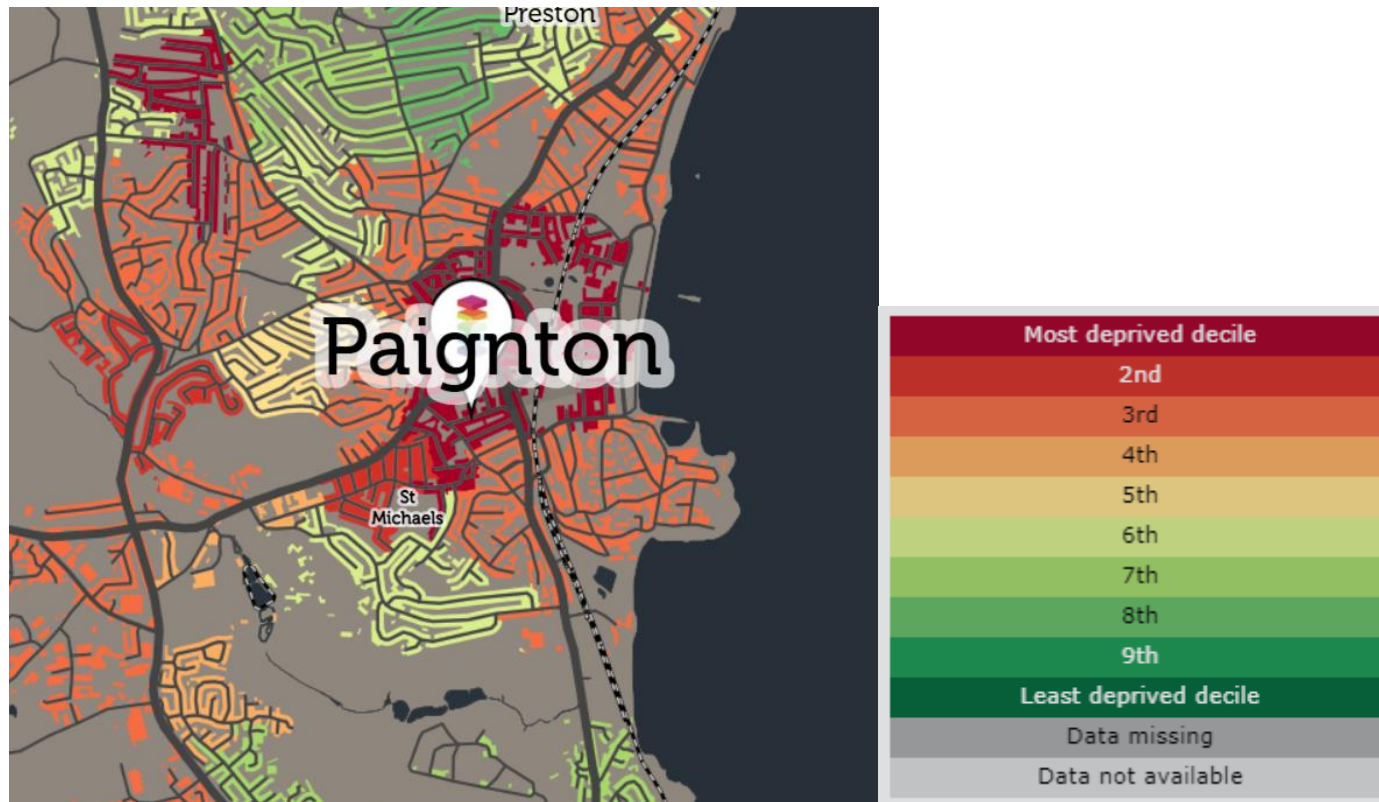 Preston
Paignton
St
Michaels
Most deprived decile
2nd
3rd
4th
5th
6th
7th
8th
9th
Least deprived decile
Data missing
Data not available